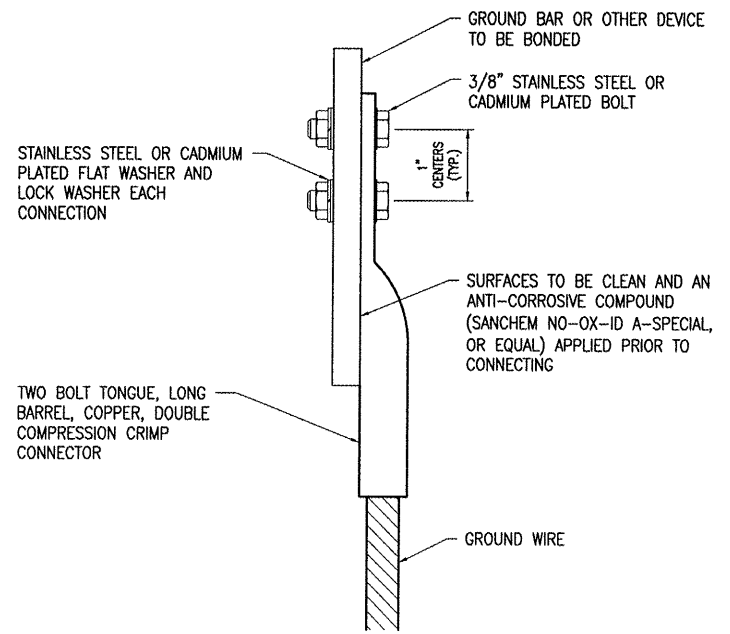 GROUND BAR OR OTHER DEVICE
TO BE BONDED
3/8" STAINLESS STEEL OR
CADMIUM PLATED BOLT
STAINLESS STEEL OR CADMIUM
PLATED FLAT WASHER AND
LOCK WASHER EACH
CONNECTION
1"
CENTERS
(TYP.)
SURFACES TO BE CLEAN AND AN
ANTI-CORROSIVE COMPOUND
(SANCHEM NO-OX-ID A-SPECIAL,
OR EQUAL) APPLIED PRIOR TO
CONNECTING
TWO BOLT TONGUE, LONG
BARREL, COPPER, DOUBLE
COMPRESSION CRIMP
CONNECTOR
GROUND WIRE